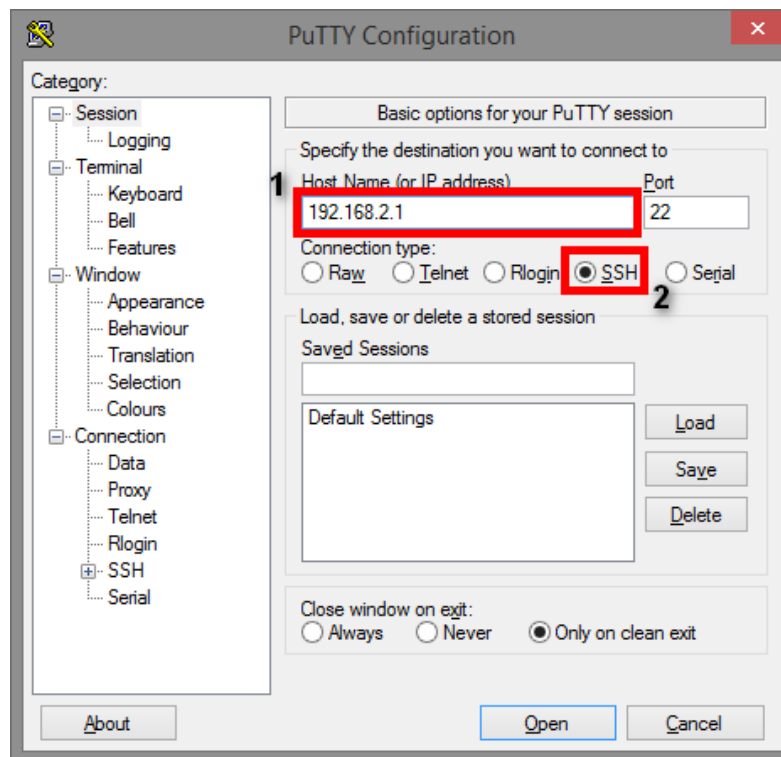 PuTTY Configuration
Category:
Session
Logging
Terminal
Keyboard
Bell
Features
Window
Appearance
Behaviour
Translation
Selection
Colours
Connection
Data
Proxy
Telnet
Rlogin
SSH
Serial
Basic options for your PuTTY session
Specify the destination you want to connect to
1 Host Name (or IP address) Port
192.168.2.1 22
Connection type:
Raw Telnet Rlogin SSH Serial
2
Load, save or delete a stored session
Saved Sessions
Default Settings
Load
Save
Delete
Close window on exit:
Always Never Only on clean exit
About Open Cancel